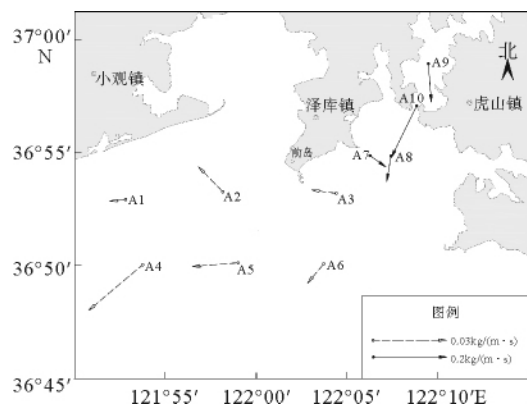 37°00′
N
北
A9
小观镇
A10
虎山镇
泽库镇
36°55′
前岛
A7
A8
A1
A2
A3
36°50′
A4
A5
A6
图例
0.03kg/(m·s)
0.2kg/(m·s)
36°45′
121°55′ 122°00′ 122°05′ 122°10′E